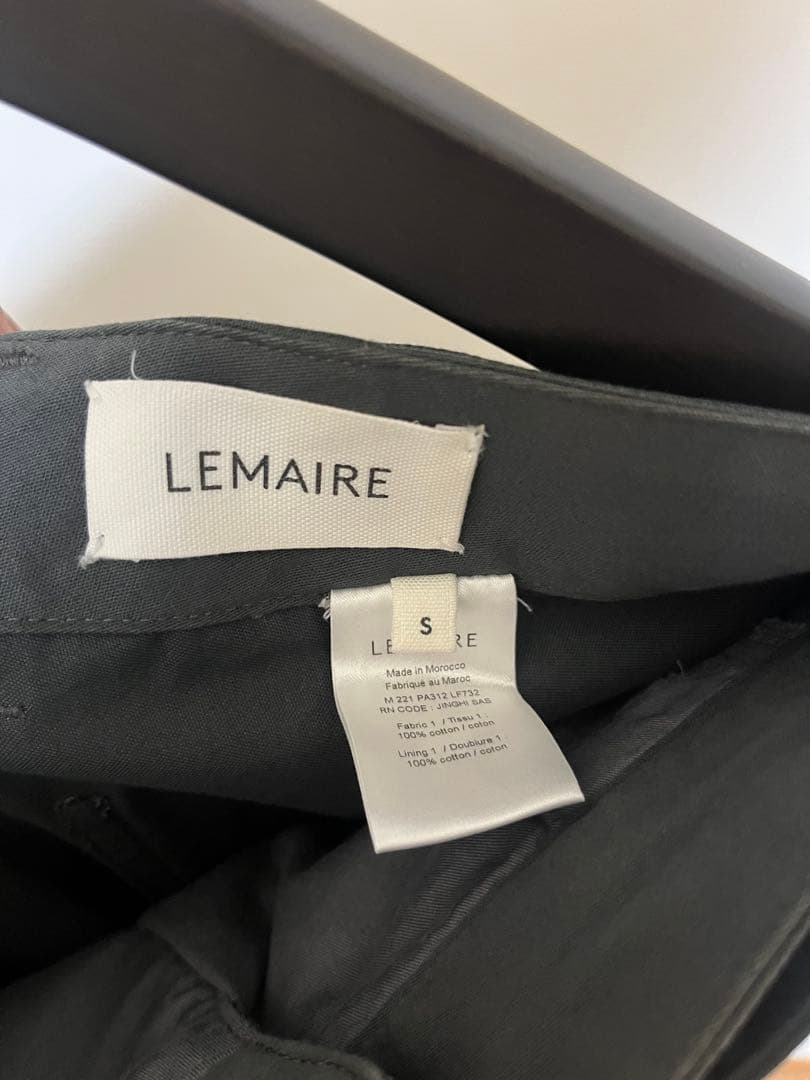 LEMAIRE
S
LE RE
Made in Morocco
Fabriqué au Maroc
M 221 PA312 LF732
RN CODE : JINGHI SAS
Fabric 1 / Tissu 1 :
100% cotton / coton
Lining 1 / Doublure 1 :
100% cotton / coton